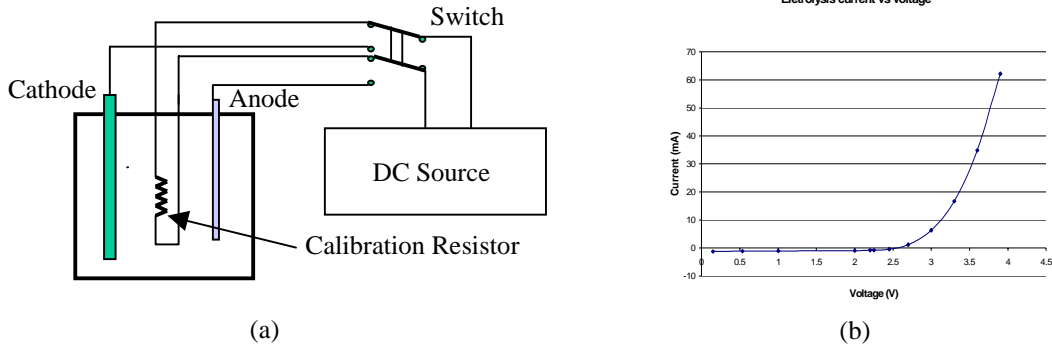 Switch
Cathode
Anode
DC Source
Calibration Resistor
(a)
Eletrolysis current vs voltage
Current (mA)
70
60
50
40
30
20
10
0
-10
0 0.5 1 1.5 2 2.5 3 3.5 4 4.5
Voltage (V)
(b)